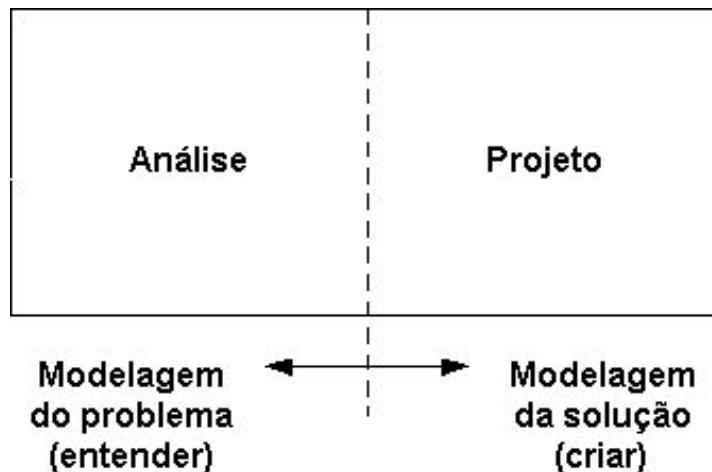 Análise
Projeto
Modelagem
do problema
(entender)
Modelagem
da solução
(criar)